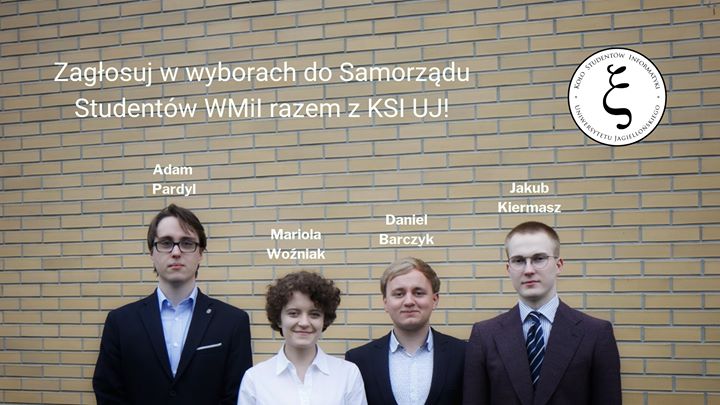 Zagłosuj w wyborach do Samorządu
Studentów WMiI razem z KSI UJ!
KOŁO STUDENTÓW INFORMATYKI
UNIWERSYTETU JAGIELLOŃSKIEGO
ξ
Adam
Pardyl
Mariola
Woźniak
Daniel
Barczyk
Jakub
Kiermasz